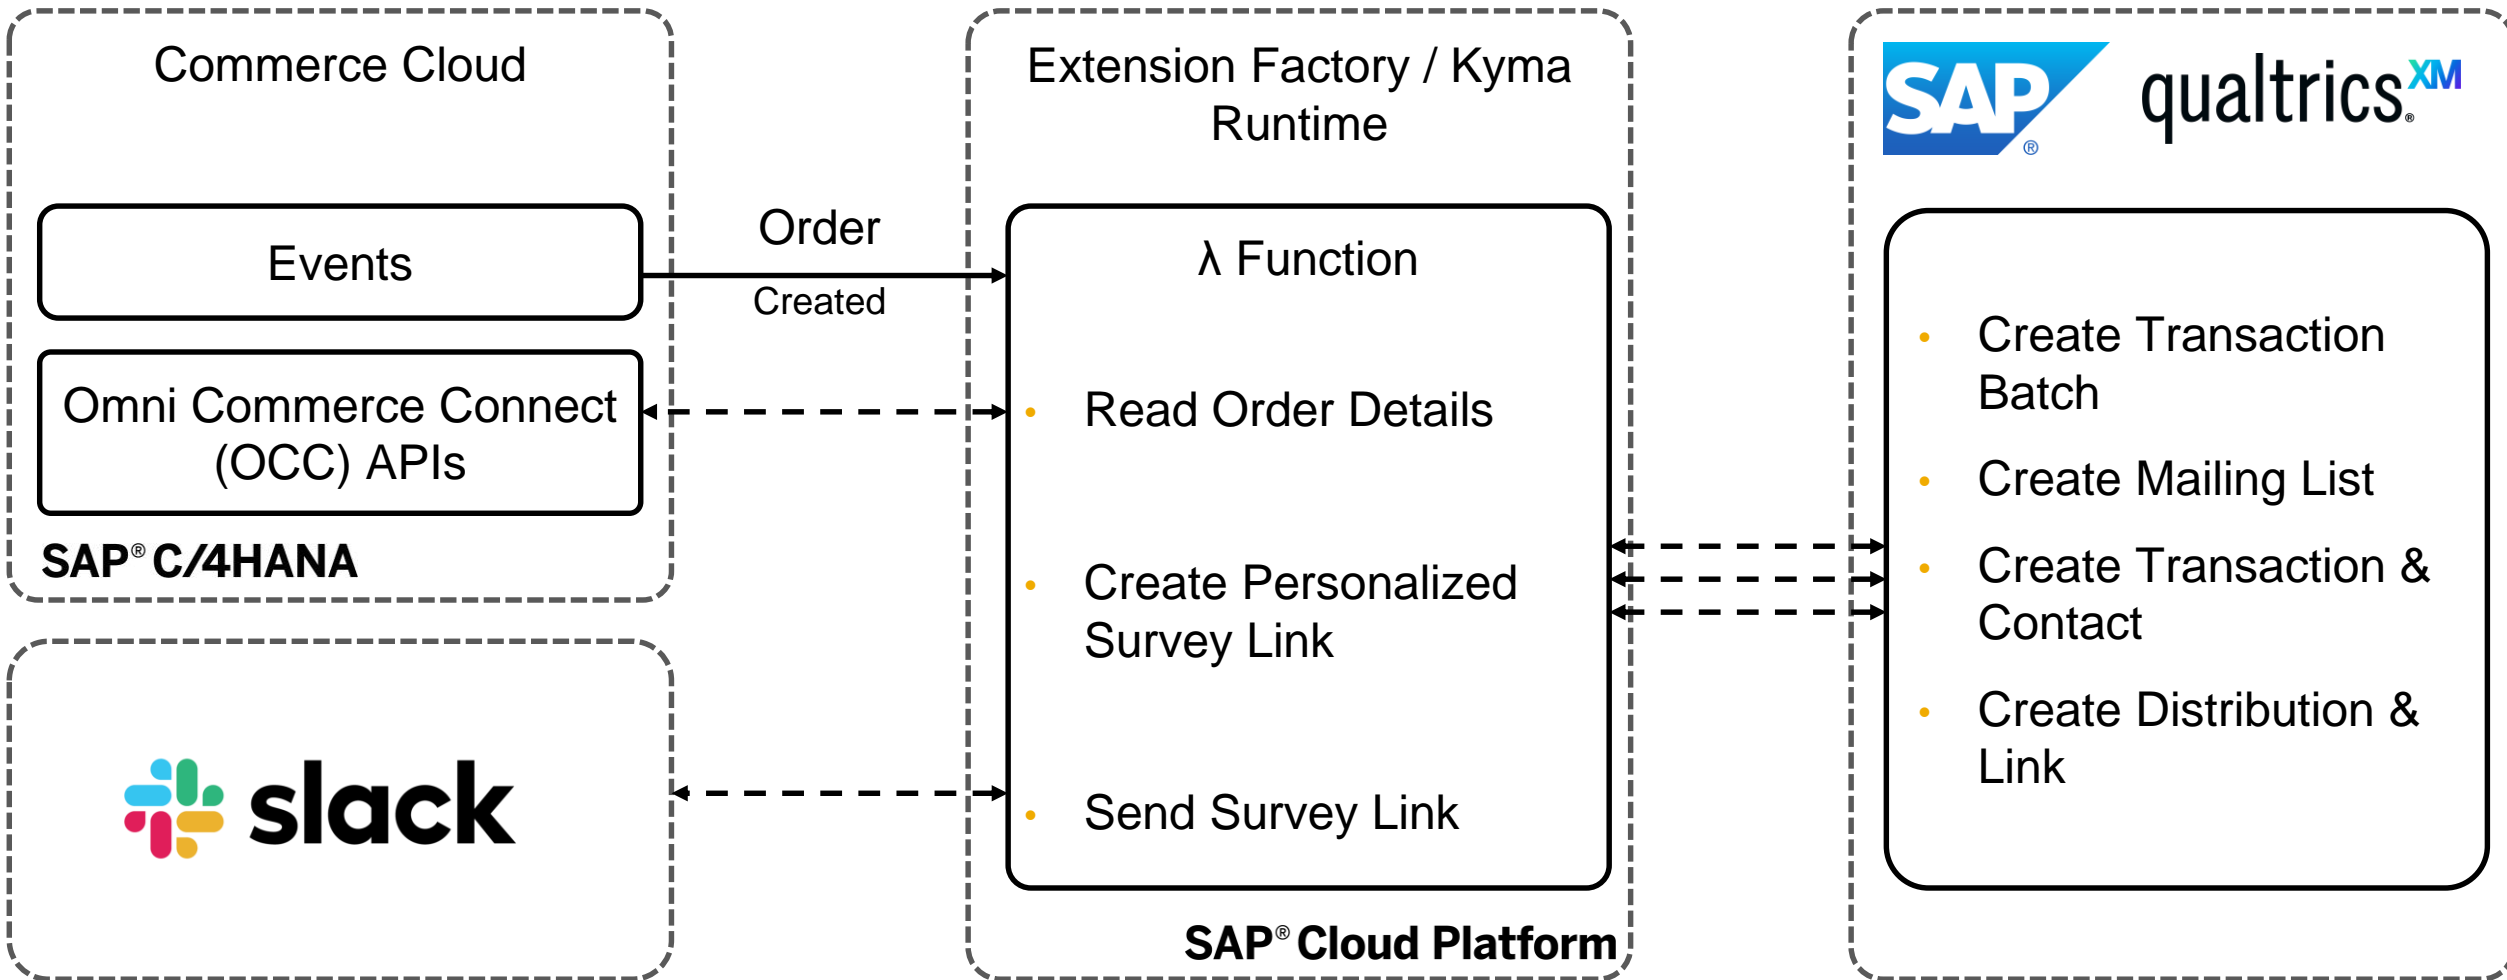 Commerce Cloud
Events
Omni Commerce Connect
(OCC) APIs
SAP® C/4HANA
slack
Order
Created
Extension Factory / Kyma
Runtime
λ Function
• Read Order Details
• Create Personalized
Survey Link
• Send Survey Link
SAP® Cloud Platform
SAP®
qualtrics.® XM
• Create Transaction
Batch
• Create Mailing List
• Create Transaction &
Contact
• Create Distribution &
Link